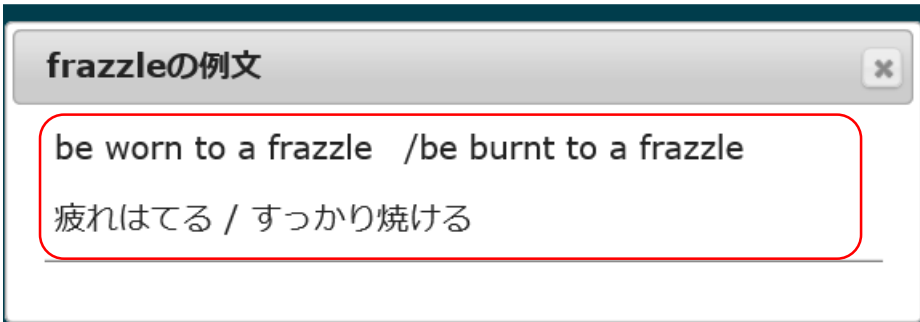 frazzleの例文
be worn to a frazzle /be burnt to a frazzle
疲れはてる / すっかり焼ける